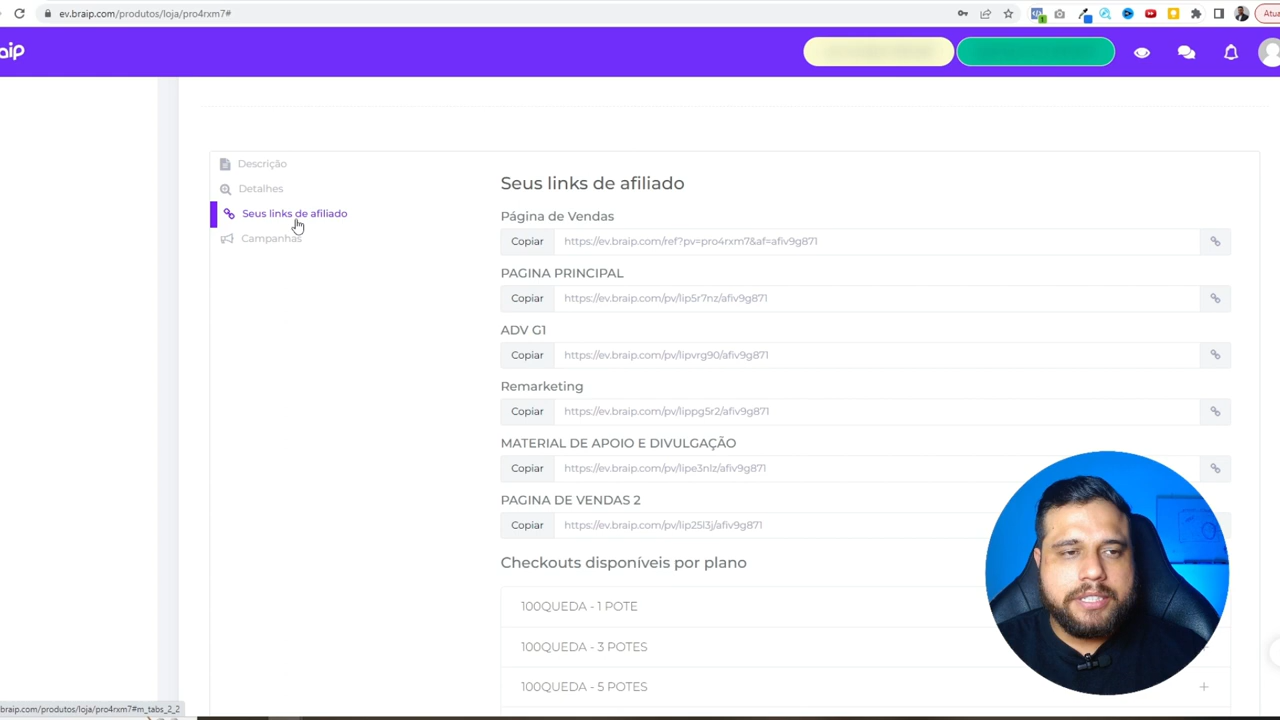 ev.braip.com/produtos/loja/pro4rxm7#
Atua
aip
Descrição
Detalhes
Seus links de afiliado
Campanhas
Seus links de afiliado
Página de Vendas
Copiar https://ev.braip.com/ref?pv=pro4rxm7&af=afiv9g871
PAGINA PRINCIPAL
Copiar https://ev.braip.com/pv/lip5r7nz/afiv9g871
ADV G1
Copiar https://ev.braip.com/pv/lipvrg90/afiv9g871
Remarketing
Copiar https://ev.braip.com/pv/lippg5r2/afiv9g871
MATERIAL DE APOIO E DIVULGAÇÃO
Copiar https://ev.braip.com/pv/lipe3nlz/afiv9g871
PAGINA DE VENDAS 2
Copiar https://ev.braip.com/pv/lip25l3j/afiv9g871
Checkouts disponíveis por plano
100QUEDA - 1 POTE
100QUEDA - 3 POTES
100QUEDA - 5 POTES
braip.com/produtos/loja/pro4rxm7#m_tabs_2_2